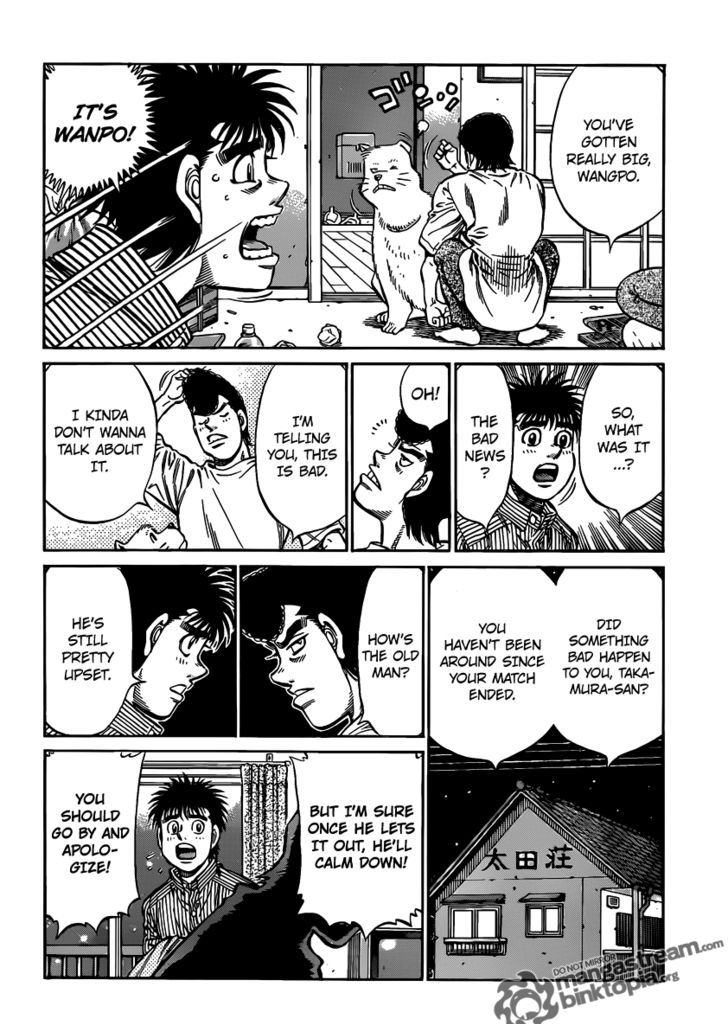 YOU'VE
GOTTEN
REALLY BIG,
WANGPO.
ゴシゴシ
IT'S
WANPO!
SO,
WHAT
WAS IT
...?
THE
BAD
NEWS
?
OH!
I'M
TELLING
YOU, THIS
IS BAD.
I KINDA
DON'T WANNA
TALK ABOUT
IT.
DID
SOMETHING
BAD HAPPEN
TO YOU, TAKA-
MURA-SAN?
YOU
HAVEN'T BEEN
AROUND SINCE
YOUR MATCH
ENDED.
太田荘
HOW'S
THE OLD
MAN?
HE'S
STILL
PRETTY
UPSET.
BUT I'M SURE
ONCE HE LETS
IT OUT, HE'LL
CALM DOWN!
YOU
SHOULD
GO BY AND
APOLO-
GIZE!
DO NOT MIRROR
mangastream.com
binktopia.org